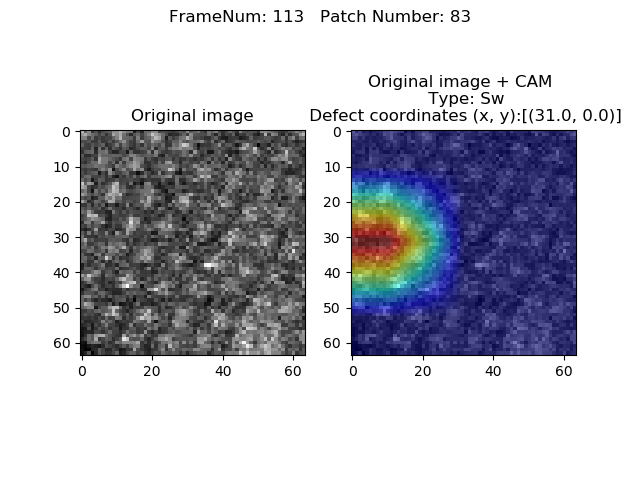 FrameNum: 113   Patch Number: 83
Original image
Original image + CAM
Type: Sw
Defect coordinates (x, y):[(31.0, 0.0)]
0
10
20
30
40
50
60
0 20 40 60
0
10
20
30
40
50
60
0 20 40 60